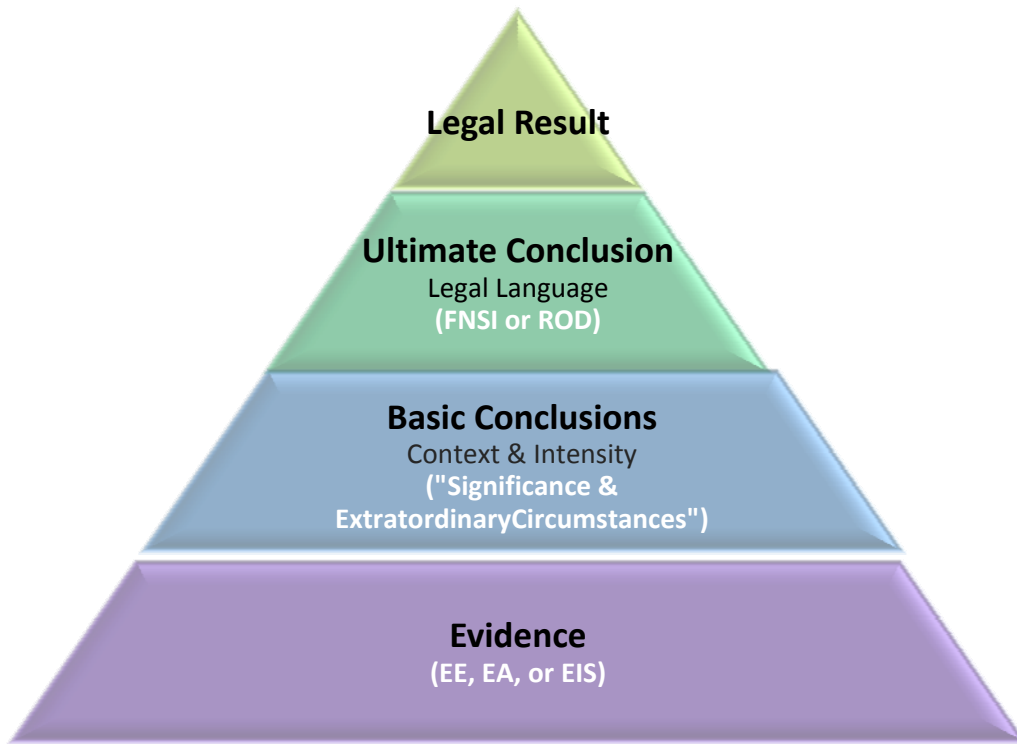 Legal Result
Ultimate Conclusion
Legal Language
(FNSI or ROD)
Basic Conclusions
Context & Intensity
("Significance &
ExtratordinaryCircumstances")
Evidence
(EE, EA, or EIS)